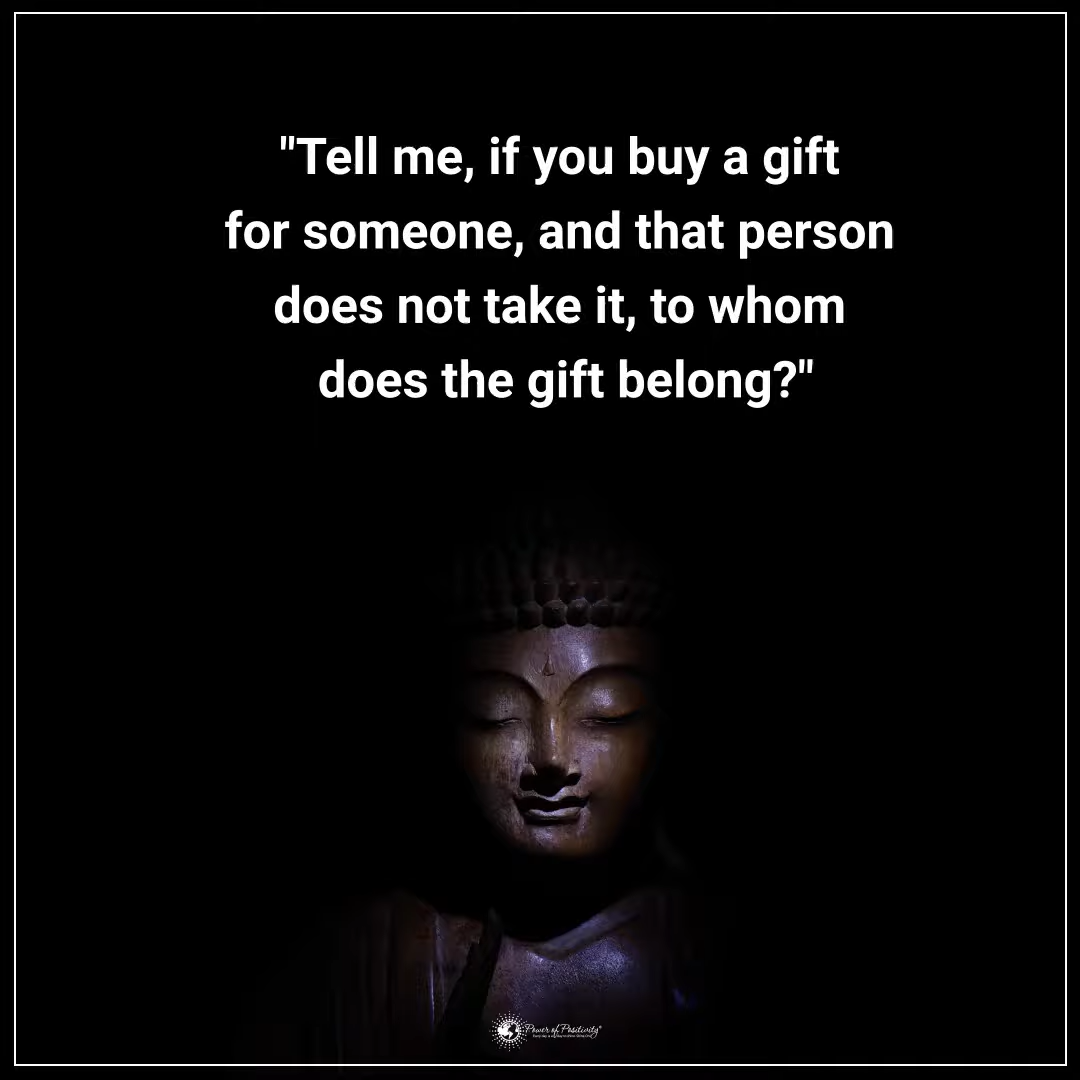 "Tell me, if you buy a gift
for someone, and that person
does not take it, to whom
does the gift belong?"
Power of Positivity®